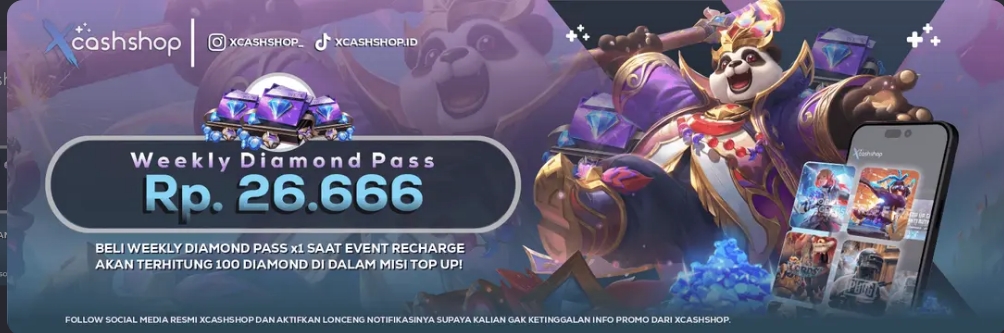 Xcashshop
XCASHSHOP_ XCASHSHOP.ID
Weekly Diamond Pass
Rp. 26.666
BELI WEEKLY DIAMOND PASS x1 SAAT EVENT RECHARGE
AKAN TERHITUNG 100 DIAMOND DI DALAM MISI TOP UP!
Xcashshop
FOLLOW SOCIAL MEDIA RESMI XCASHSHOP DAN AKTIFKAN LONCENG NOTIFIKASINYA SUPAYA KALIAN GAK KETINGGALAN INFO PROMO DARI XCASHSHOP.